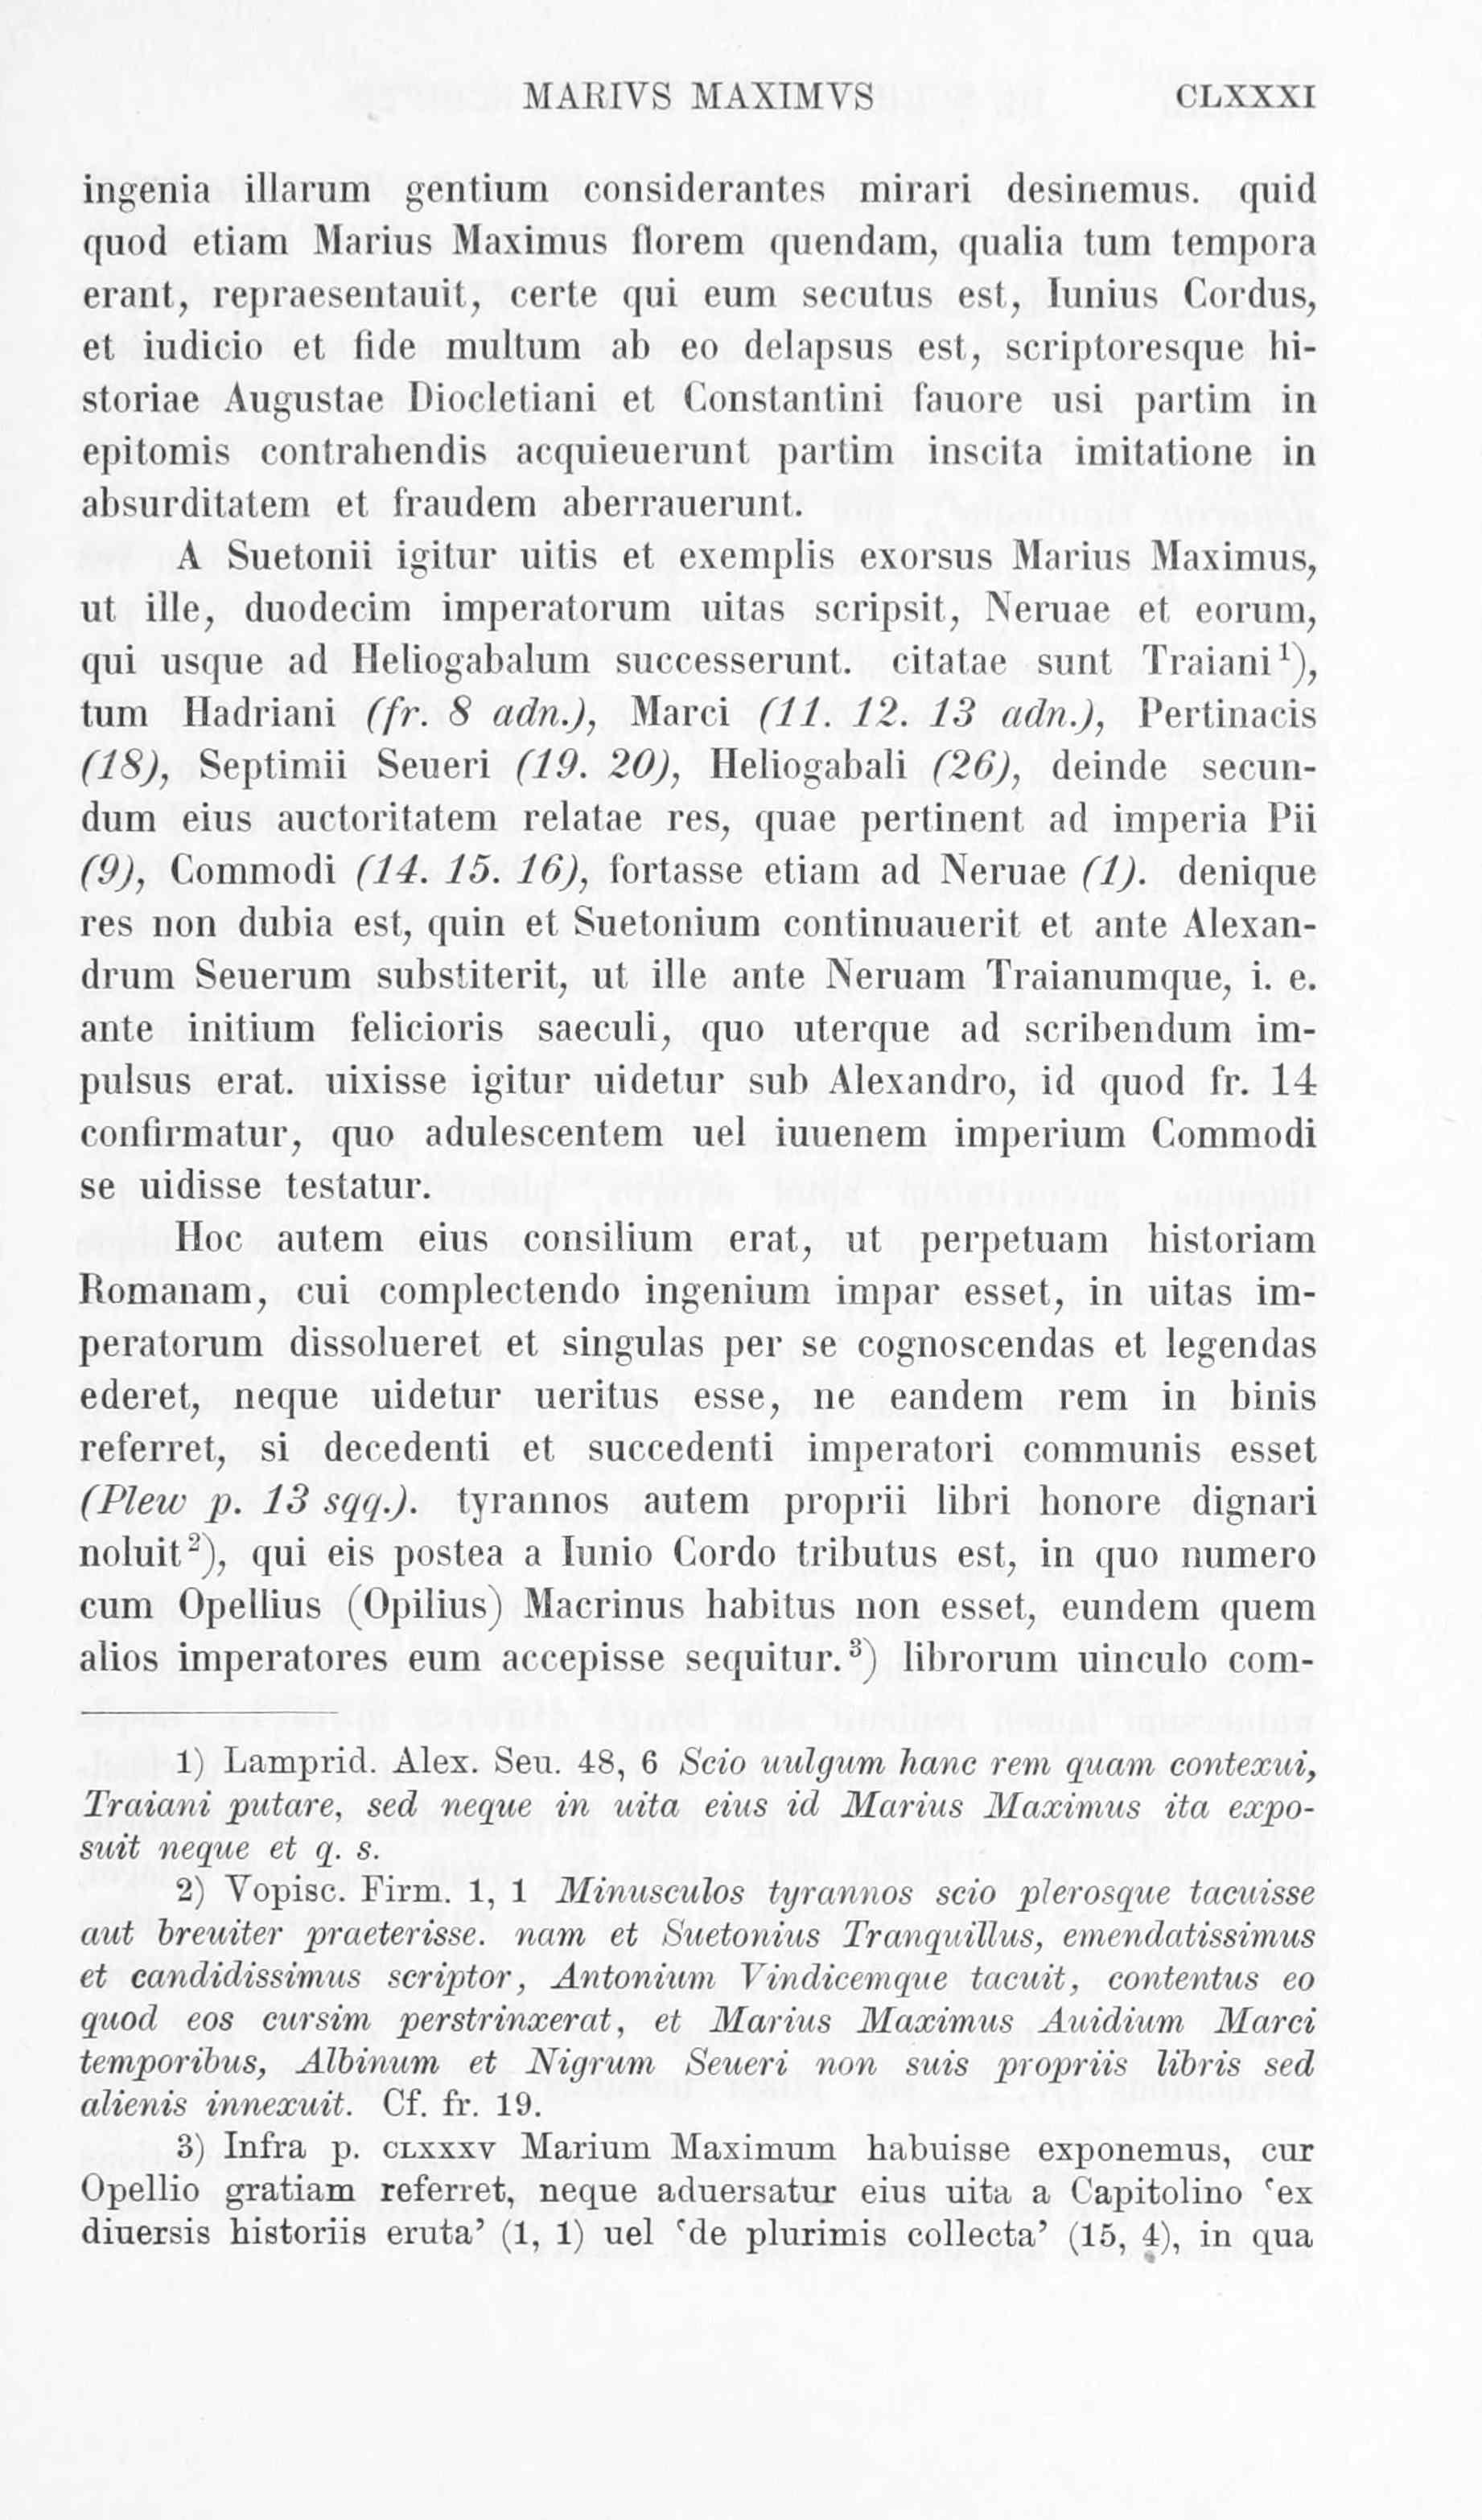 MARIVS MAXIMVS CLXXXI
ingenia illarum gentium considerantes mirari desinemus. quid
quod etiam Marius Maximus florem quendam, qualia tum tempora
erant, repraesentauit, certe qui eum secutus est, Iunius Cordus,
et iudicio et fide multum ab eo delapsus est, scriptoresque hi-
storiae Augustae Diocletiani et Constantini fauore usi partim in
epitomis contrahendis acquieuerunt partim inscita imitatione in
absurditatem et fraudem aberrauerunt.
A Suetonii igitur uitis et exemplis exorsus Marius Maximus,
ut ille, duodecim imperatorum uitas scripsit, Neruae et eorum,
qui usque ad Heliogabalum successerunt. citatae sunt Traiani¹),
tum Hadriani (fr. 8 adn.), Marci (11. 12. 13 adn.), Pertinacis
(18), Septimii Seueri (19. 20), Heliogabali (26), deinde secun-
dum eius auctoritatem relatae res, quae pertinent ad imperia Pii
(9), Commodi (14. 15. 16), fortasse etiam ad Neruae (1). denique
res non dubia est, quin et Suetonium continuauerit et ante Alexan-
drum Seuerum substiterit, ut ille ante Neruam Traianumque, i. e.
ante initium felicioris saeculi, quo uterque ad scribendum im-
pulsus erat. uixisse igitur uidetur sub Alexandro, id quod fr. 14
confirmatur, quo adulescentem uel iuuenem imperium Commodi
se uidisse testatur.
Hoc autem eius consilium erat, ut perpetuam historiam
Romanam, cui complectendo ingenium impar esset, in uitas im-
peratorum dissolueret et singulas per se cognoscendas et legendas
ederet, neque uidetur ueritus esse, ne eandem rem in binis
referret, si decedenti et succedenti imperatori communis esset
(Plew p. 13 sqq.). tyrannos autem proprii libri honore dignari
noluit²), qui eis postea a Iunio Cordo tributus est, in quo numero
cum Opellius (Opilius) Macrinus habitus non esset, eundem quem
alios imperatores eum accepisse sequitur.³) librorum uinculo com-
1) Lamprid. Alex. Seu. 48, 6 Scio uulgum hanc rem quam contexui,
Traiani putare, sed neque in uita eius id Marius Maximus ita expo-
suit neque et q. s.
2) Vopisc. Firm. 1, 1 Minusculos tyrannos scio plerosque tacuisse
aut breuiter praeterisse. nam et Suetonius Tranquillus, emendatissimus
et candidissimus scriptor, Antonium Vindicemque tacuit, contentus eo
quod eos cursim perstrinxerat, et Marius Maximus Auidium Marci
temporibus, Albinum et Nigrum Seueri non suis propriis libris sed
alienis innexuit. Cf. fr. 19.
3) Infra p. CLXXXV Marium Maximum habuisse exponemus, cur
Opellio gratiam referret, neque aduersatur eius uita a Capitolino ‛ex
diuersis historiis eruta’ (1, 1) uel ‛de plurimis collecta’ (15, 4), in qua